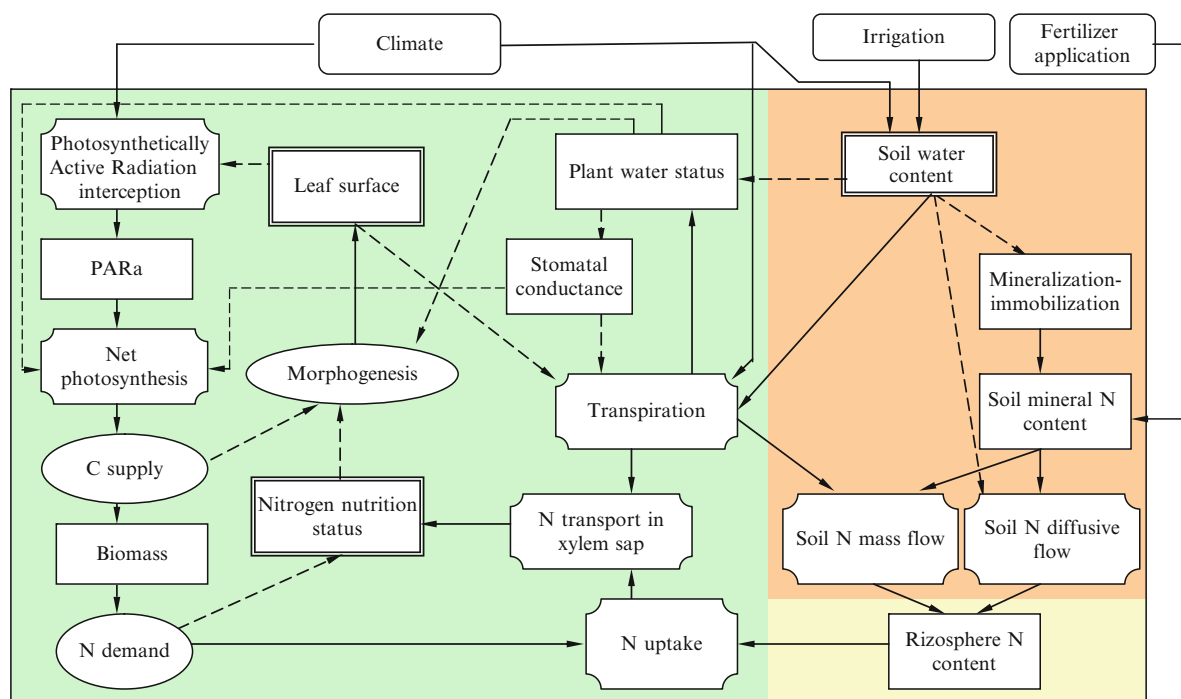 Climate
Irrigation
Fertilizer
application
Photosynthetically
Active Radiation
interception
Leaf surface
Plant water status
Soil water
content
PARa
Stomatal
conductance
Mineralization-
immobilization
Net
photosynthesis
Morphogenesis
Transpiration
Soil mineral N
content
C supply
Nitrogen nutrition
status
N transport in
xylem sap
Soil N mass flow
Soil N diffusive
flow
Biomass
N demand
N uptake
Rizosphere N
content